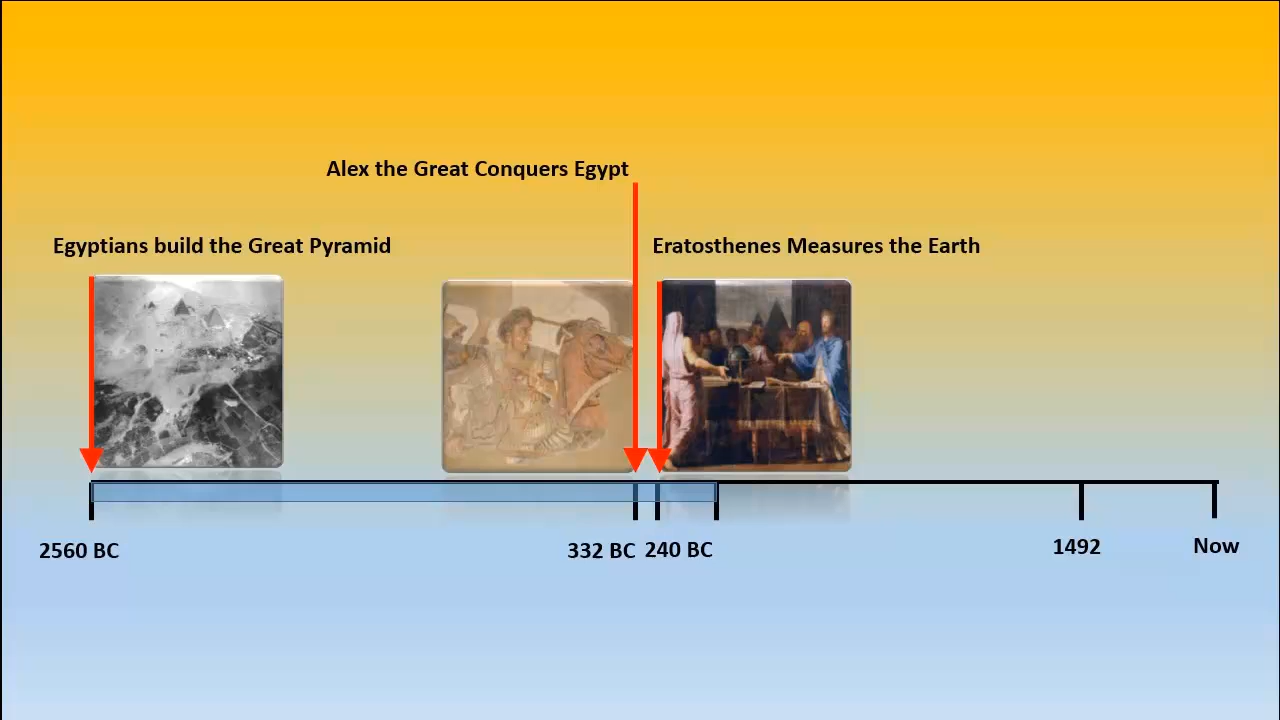 Alex the Great Conquers Egypt
Egyptians build the Great Pyramid
Eratosthenes Measures the Earth
2560 BC
332 BC
240 BC
1492
Now